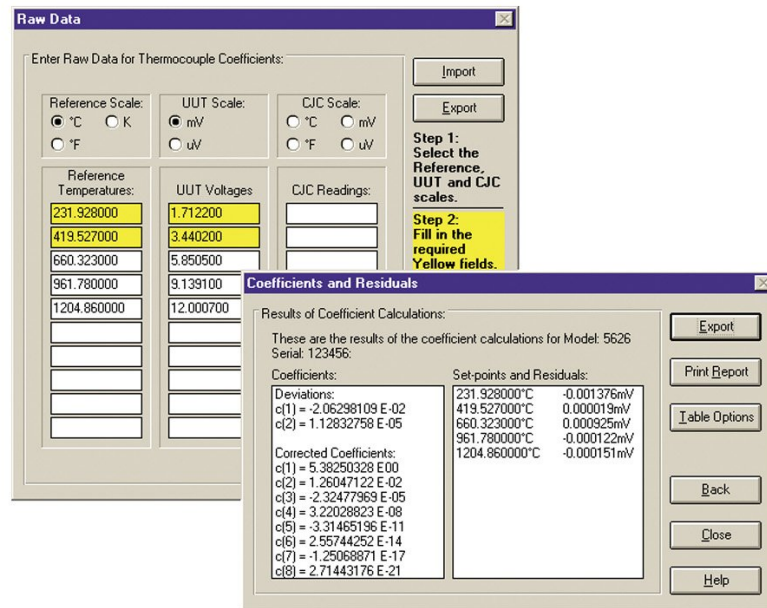 Raw Data
Enter Raw Data for Thermocouple Coefficients:
Import
Export
Reference Scale:
°C K
°F
UUT Scale:
mV
uV
CJC Scale:
°C mV
°F uV
Step 1:
Select the
Reference,
UUT and CJC
scales.
Step 2:
Fill in the
required
Yellow fields.
Reference
Temperatures:
231.928000
419.527000
660.323000
961.780000
1204.860000
UUT Voltages
1.712200
3.440200
5.850500
9.139100
12.000700
CJC Readings:
Coefficients and Residuals
Results of Coefficient Calculations:
These are the results of the coefficient calculations for Model: 5626
Serial: 123456:
Coefficients:
Deviations:
c(1) = -2.06298109 E-02
c(2) = 1.12832758 E-05
Corrected Coefficients:
c(1) = 5.38250328 E00
c(2) = 1.26047122 E-02
c(3) = -2.32477969 E-05
c(4) = 3.22028823 E-08
c(5) = -3.31465196 E-11
c(6) = 2.55744252 E-14
c(7) = -1.25068871 E-17
c(8) = 2.71443176 E-21
Set-points and Residuals:
231.928000°C -0.001376mV
419.527000°C 0.000019mV
660.323000°C 0.000925mV
961.780000°C -0.000122mV
1204.860000°C -0.000151mV
Export
Print Report
Table Options
Back
Close
Help